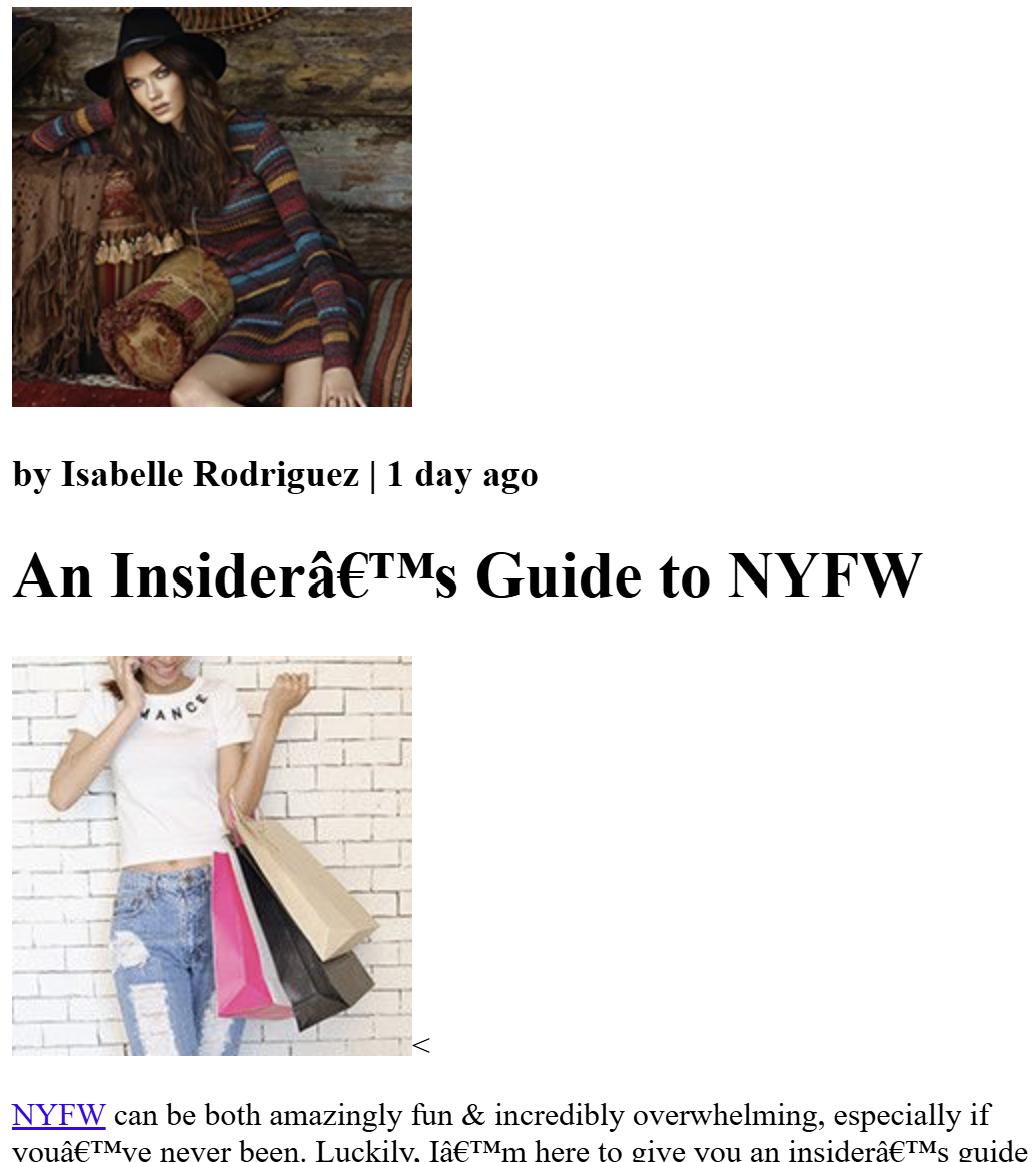 by Isabelle Rodriguez | 1 day ago
An Insiderâ€™s Guide to NYFW
ANCE
<
NYFW can be both amazingly fun & incredibly overwhelming, especially if
youâ€™ve never been. Luckily, Iâ€™m here to give you an insiderâ€™s guide